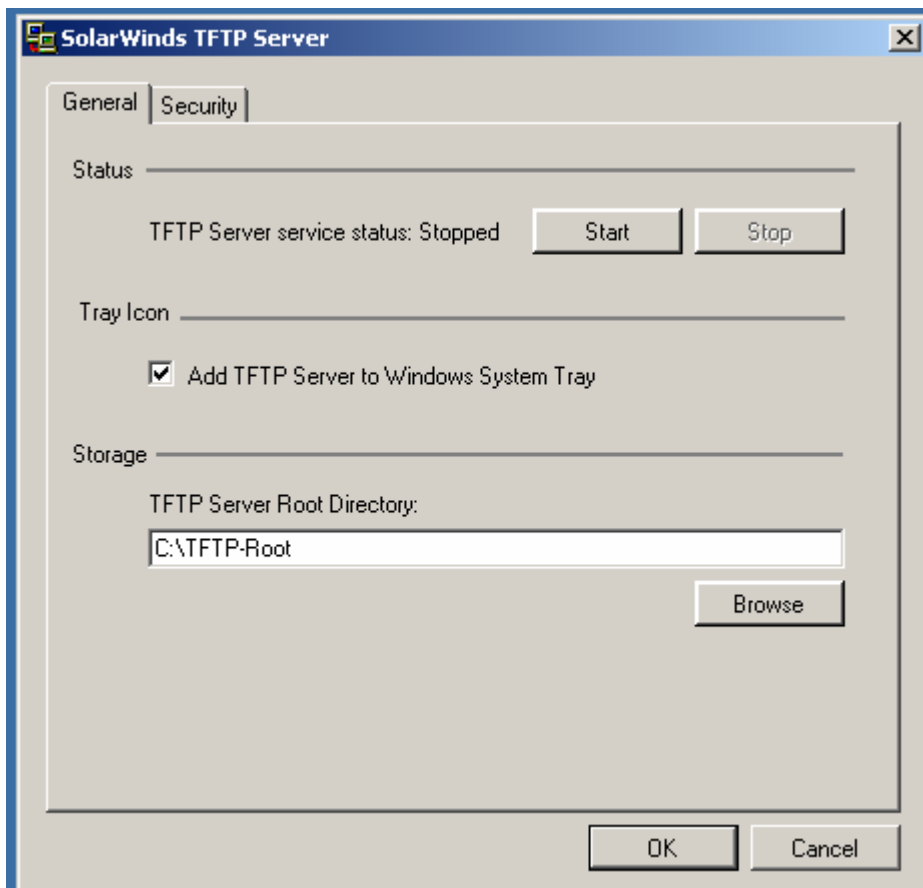 SolarWinds TFTP Server
General Security
Status
TFTP Server service status: Stopped Start Stop
Tray Icon
Add TFTP Server to Windows System Tray
Storage
TFTP Server Root Directory:
C:\TFTP-Root
Browse
OK Cancel